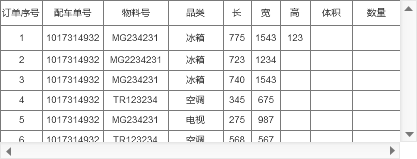 订单序号 配车单号 物料号 品类 长 宽 高 体积 数量
1 1017314932 MG234231 冰箱 775 1543 123
2 1017314932 MG2234231 冰箱 723 1234
3 1017314932 MG234231 冰箱 740 1543
4 1017314932 TR123234 空调 345 675
5 1017314932 MG234231 电视 275 987
6 1017314932 TR123234 空调 568 567